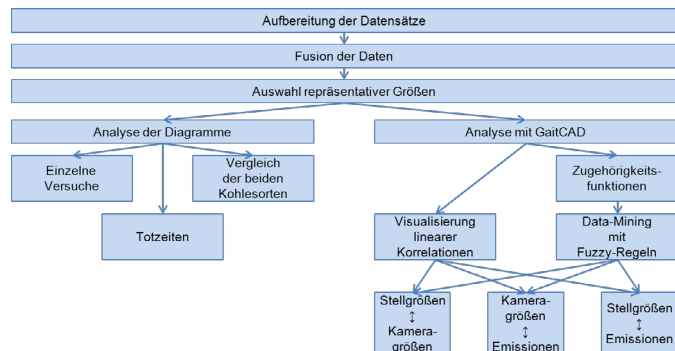 Aufbereitung der Datensätze
Fusion der Daten
Auswahl repräsentativer Größen
Analyse der Diagramme
Analyse mit GaitCAD
Einzelne
Versuche
Vergleich
der beiden
Kohlesorten
Zugehörigkeits-
funktionen
Totzeiten
Visualisierung
linearer
Korrelationen
Data-Mining
mit
Fuzzy-Regeln
Stellgrößen
↕
Kamera-
größen
Kamera-
größen
↕
Emissionen
Stellgrößen
↕
Emissionen